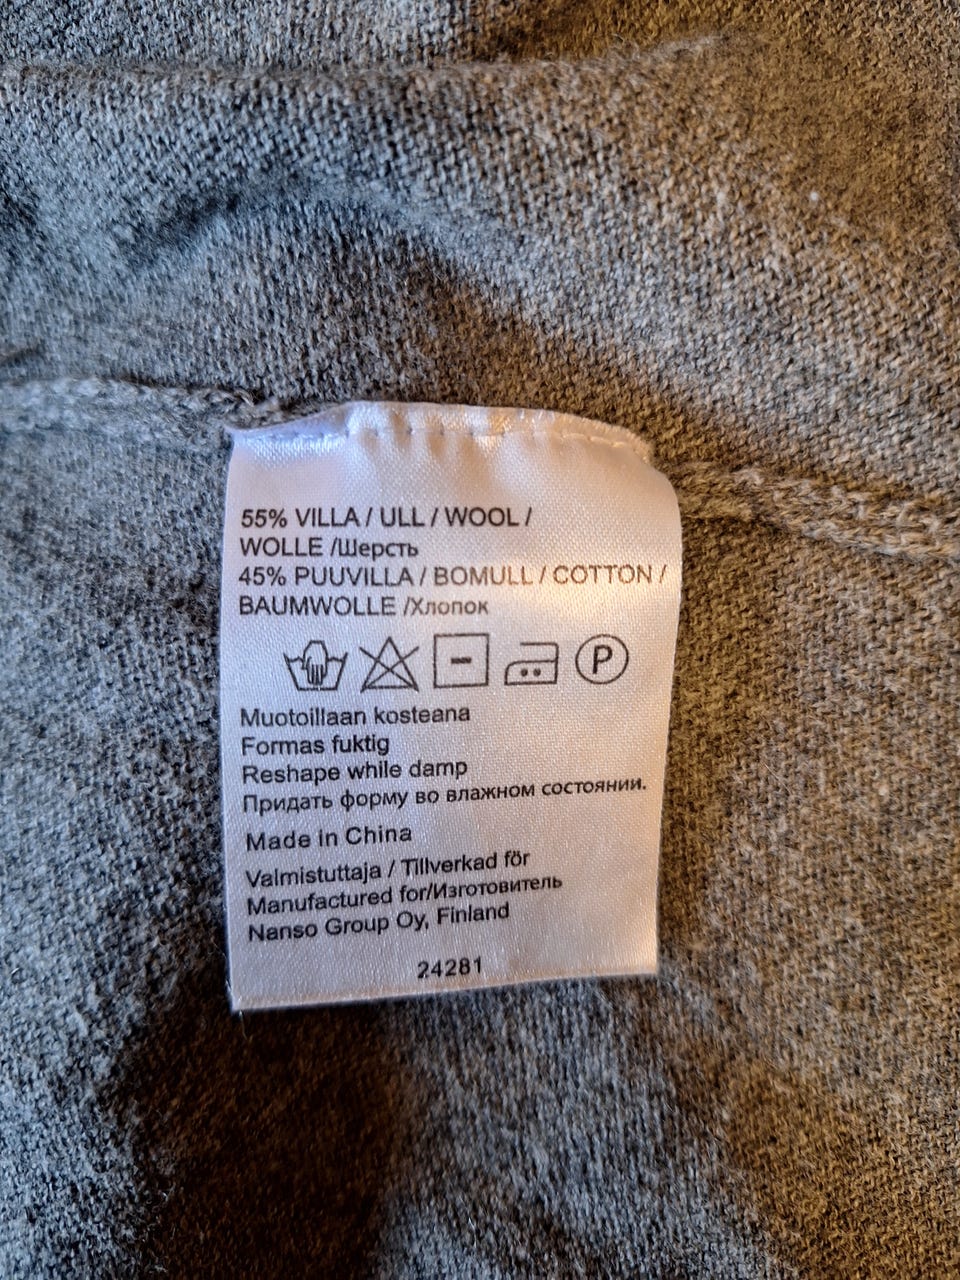 55% VILLA / ULL / WOOL /
WOLLE /Шерсть
45% PUUVILLA / BOMULL / COTTON /
BAUMWOLLE /Хлопок
P
Muotoillaan kosteana
Formas fuktig
Reshape while damp
Придать форму во влажном состоянии.
Made in China
Valmistuttaja / Tillverkad för
Manufactured for/Изготовитель
Nanso Group Oy, Finland
24281